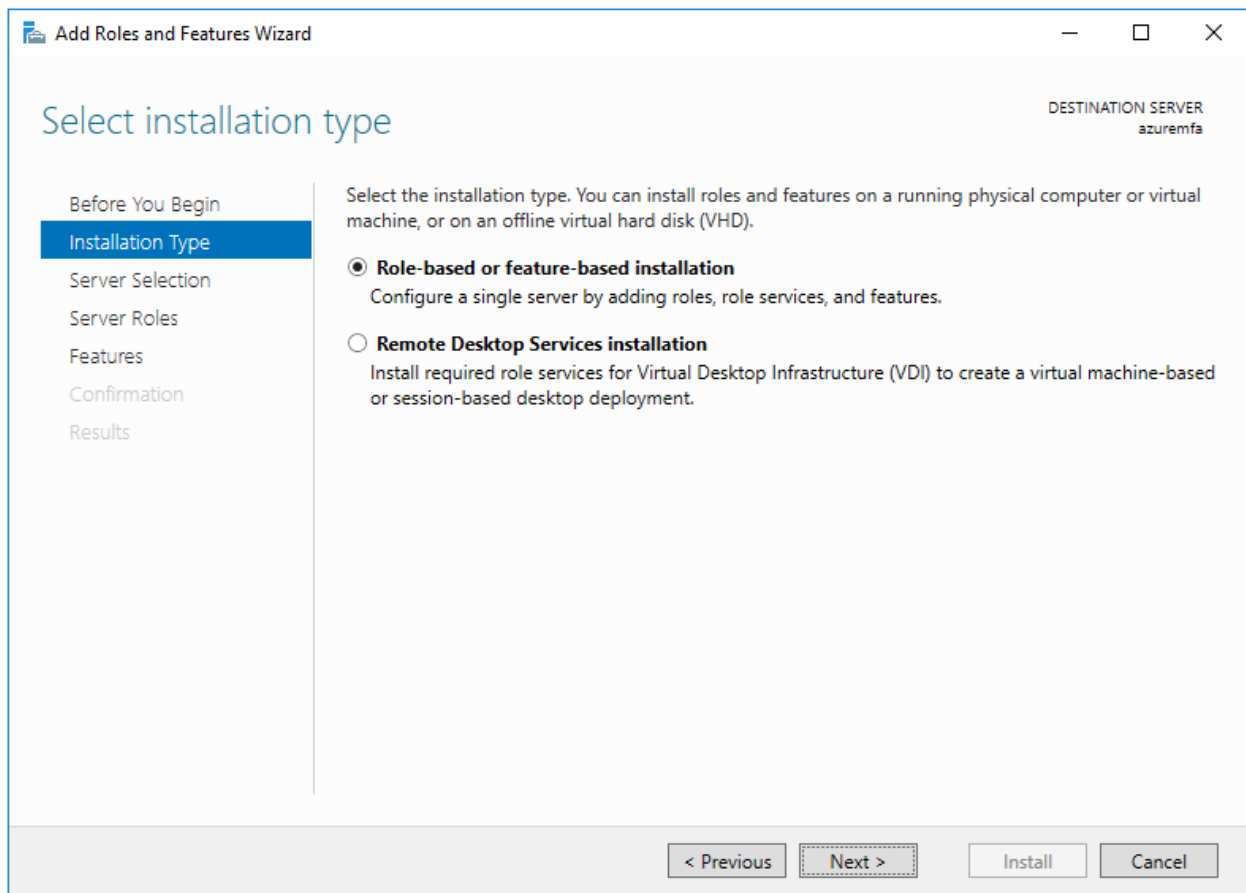 Add Roles and Features Wizard
Select installation type
DESTINATION SERVER
azuremfa
Before You Begin
Installation Type
Server Selection
Server Roles
Features
Confirmation
Results
Select the installation type. You can install roles and features on a running physical computer or virtual
machine, or on an offline virtual hard disk (VHD).
Role-based or feature-based installation
Configure a single server by adding roles, role services, and features.
Remote Desktop Services installation
Install required role services for Virtual Desktop Infrastructure (VDI) to create a virtual machine-based
or session-based desktop deployment.
< Previous
Next >
Install
Cancel